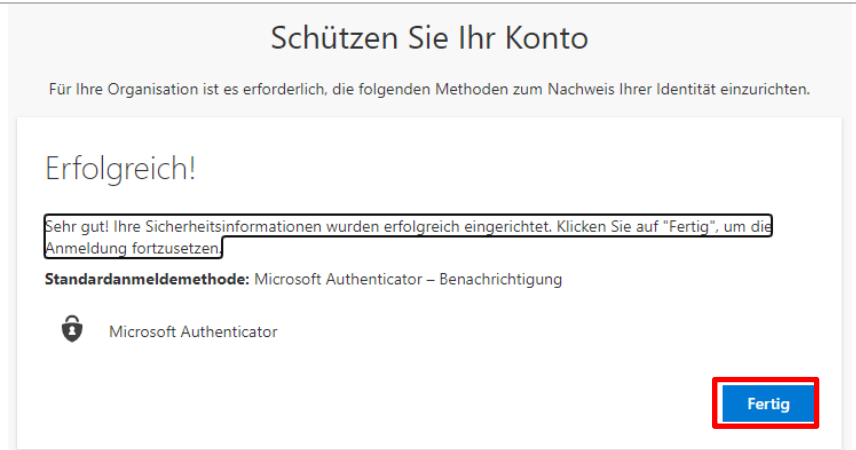 Schützen Sie Ihr Konto
Für Ihre Organisation ist es erforderlich, die folgenden Methoden zum Nachweis Ihrer Identität einzurichten.
Erfolgreich!
Sehr gut! Ihre Sicherheitsinformationen wurden erfolgreich eingerichtet. Klicken Sie auf "Fertig", um die
Anmeldung fortzusetzen.
Standardanmeldemethode: Microsoft Authenticator – Benachrichtigung
Microsoft Authenticator
Fertig